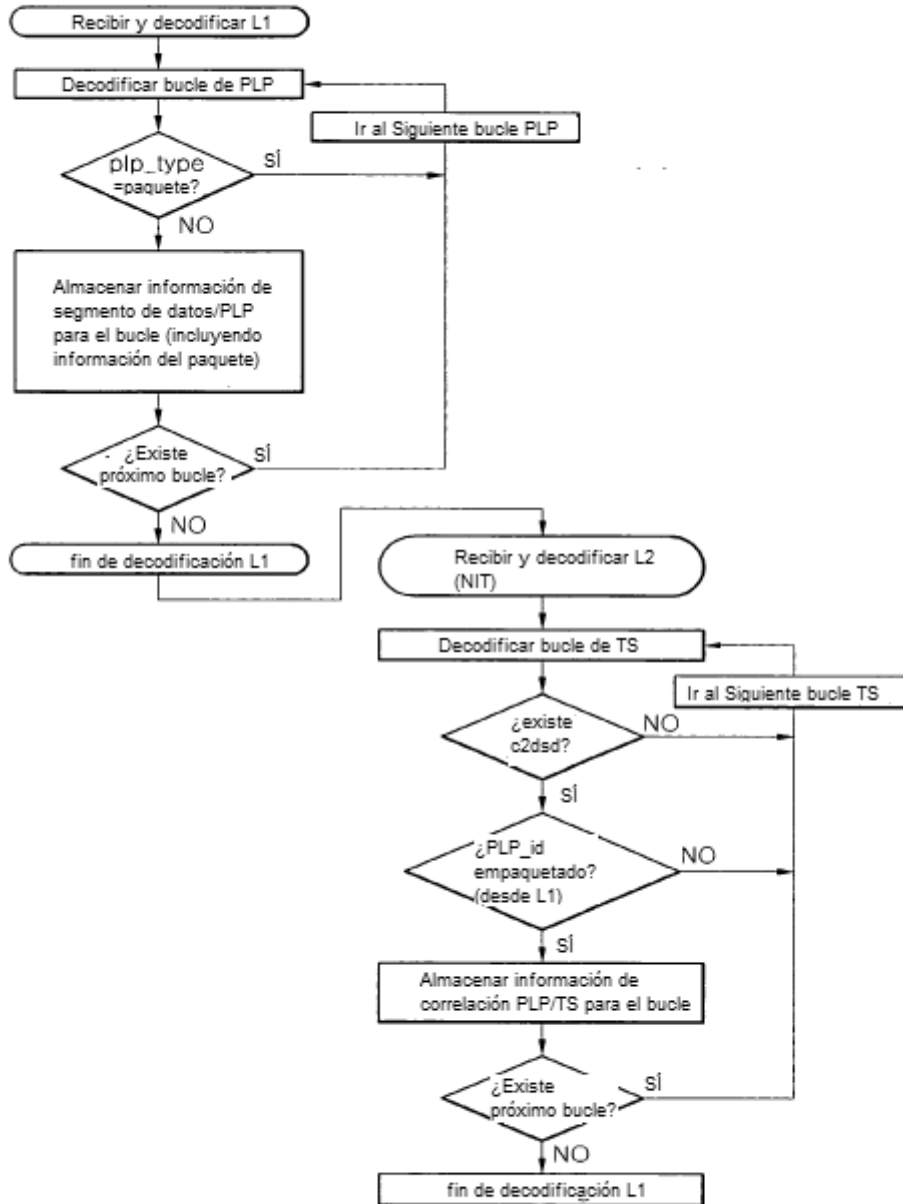 Recibir y decodificar L1
Decodificar bucle de PLP
Ir al Siguiente bucle PLP
plp_type
=paquete?
SÍ
NO
Almacenar información de
segmento de datos/PLP
para el bucle (incluyendo
información del paquete)
¿Existe
próximo bucle?
SÍ
NO
fin de decodificación L1
Recibir y decodificar L2
(NIT)
Decodificar bucle de TS
Ir al Siguiente bucle TS
¿existe
c2dsd?
NO
SÍ
¿PLP_id
empaquetado?
(desde L1)
NO
SÍ
Almacenar información de
correlación PLP/TS para el bucle
¿Existe
próximo bucle?
SÍ
NO
fin de decodificación L1